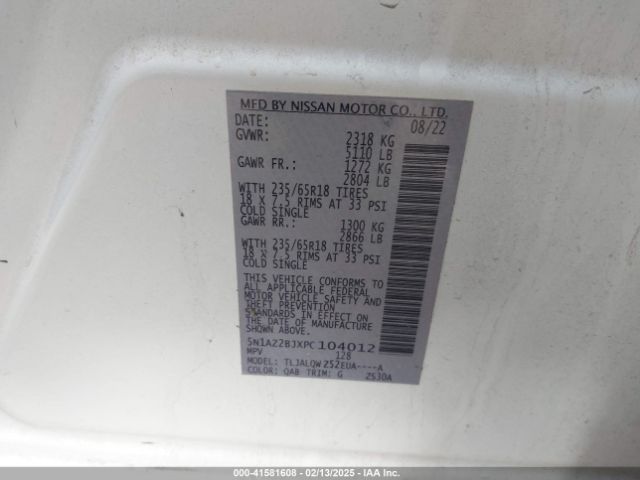 MFD BY NISSAN MOTOR CO., LTD.
DATE: 08/22
GVWR: 2318 KG
5110 LB
GAWR FR.: 1272 KG
2804 LB
WITH 235/65R18 TIRES
18 X 7.5 RIMS AT 33 PSI
COLD SINGLE
GAWR RR.: 1300 KG
2866 LB
WITH 235/65R18 TIRES
18 X 7.5 RIMS AT 33 PSI
COLD SINGLE
THIS VEHICLE CONFORMS TO
ALL APPLICABLE FEDERAL
MOTOR VEHICLE SAFETY AND
THEFT PREVENTION
STANDARDS IN EFFECT ON
THE DATE OF MANUFACTURE
SHOWN ABOVE.
5N1AZ2BJXPC104012
MPV 128
MODEL: TLJALQWZ52EUA----A
COLOR: QAB TRIM: G Z530A
000-41581608 - 02/13/2025 - IAA Inc.